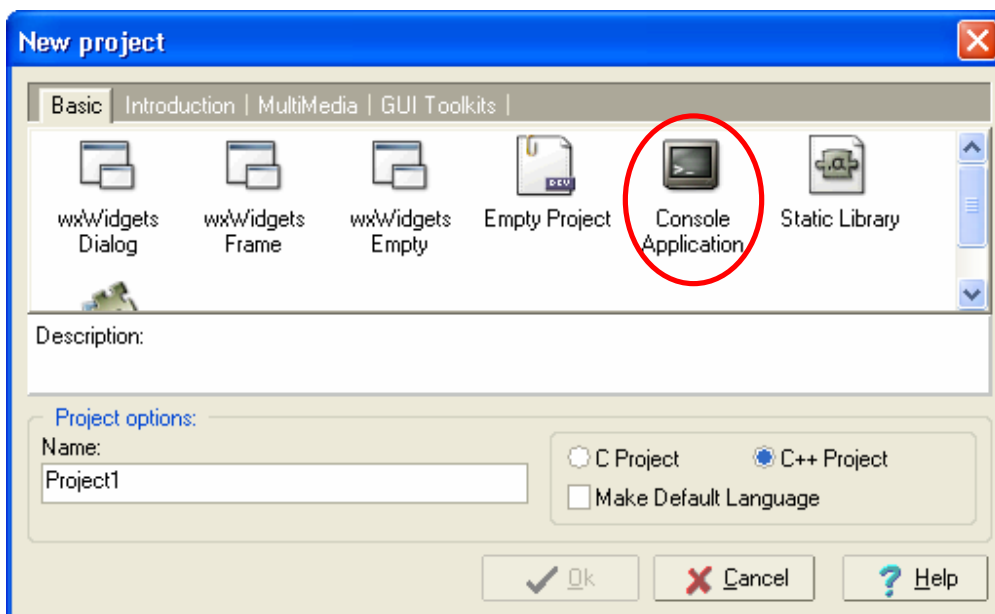 New project
Basic | Introduction | MultiMedia | GUI Toolkits |
wxWidgets Dialog
wxWidgets Frame
wxWidgets Empty
Empty Project
Console Application
Static Library
Description:
Project options:
Name:
Project1
C Project
C++ Project
Make Default Language
Ok
Cancel
Help